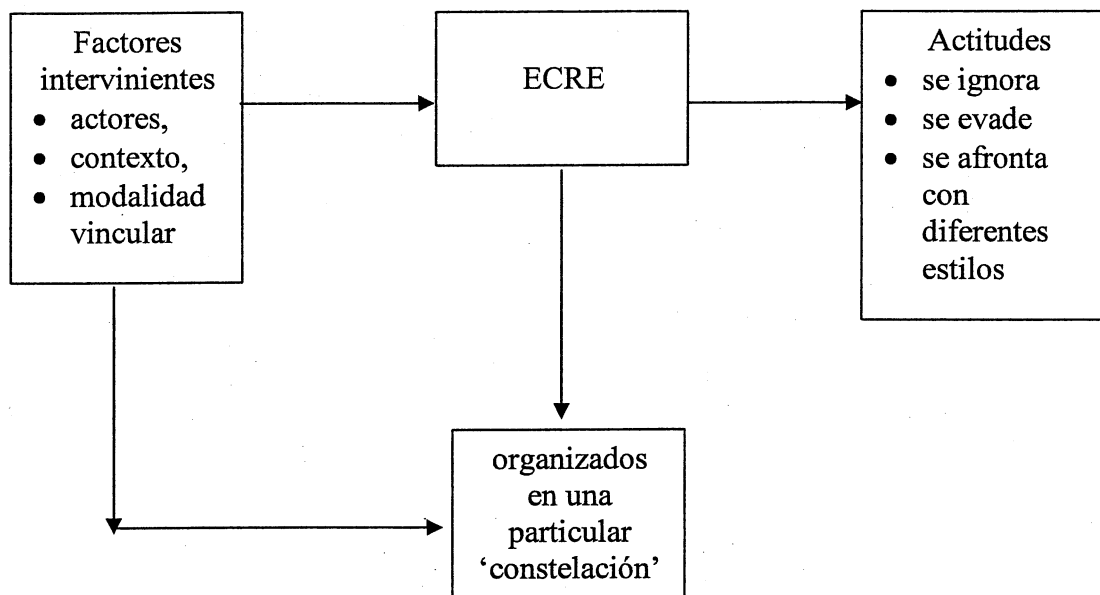 Factores
intervinientes
• actores,
• contexto,
• modalidad
vincular
ECRE
Actitudes
• se ignora
• se evade
• se afronta
con
diferentes
estilos
organizados
en una
particular
‘constelación’